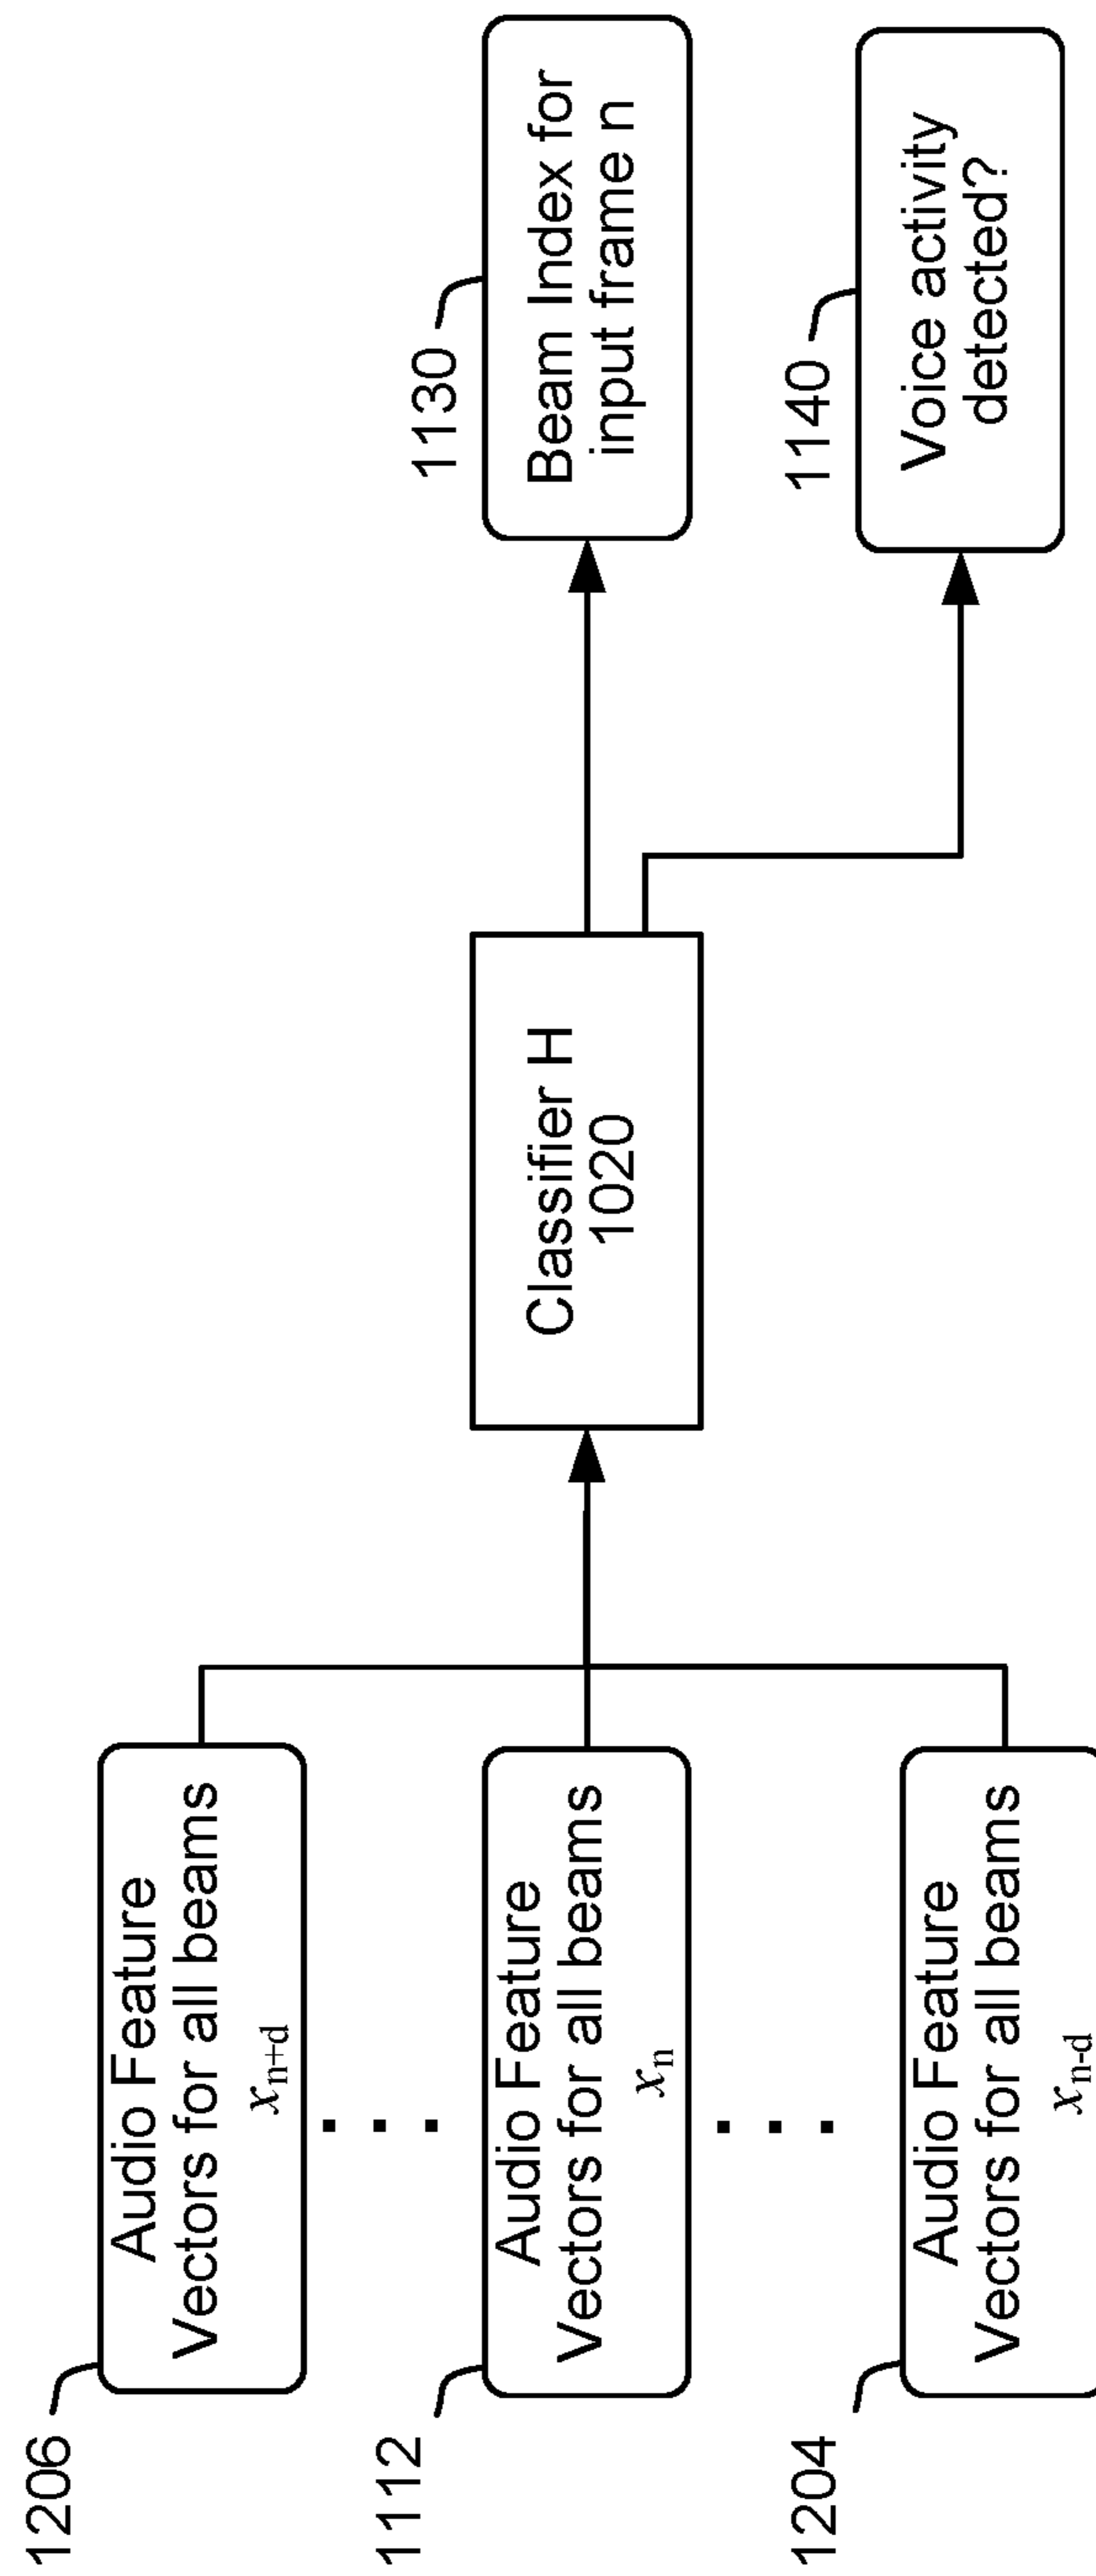 1206
Audio Feature
Vectors for all beams
xn+d
1112
Audio Feature
Vectors for all beams
xn
1204
Audio Feature
Vectors for all beams
xn-d
Classifier H
1020
1130
Beam Index for
input frame n
1140
Voice activity
detected?